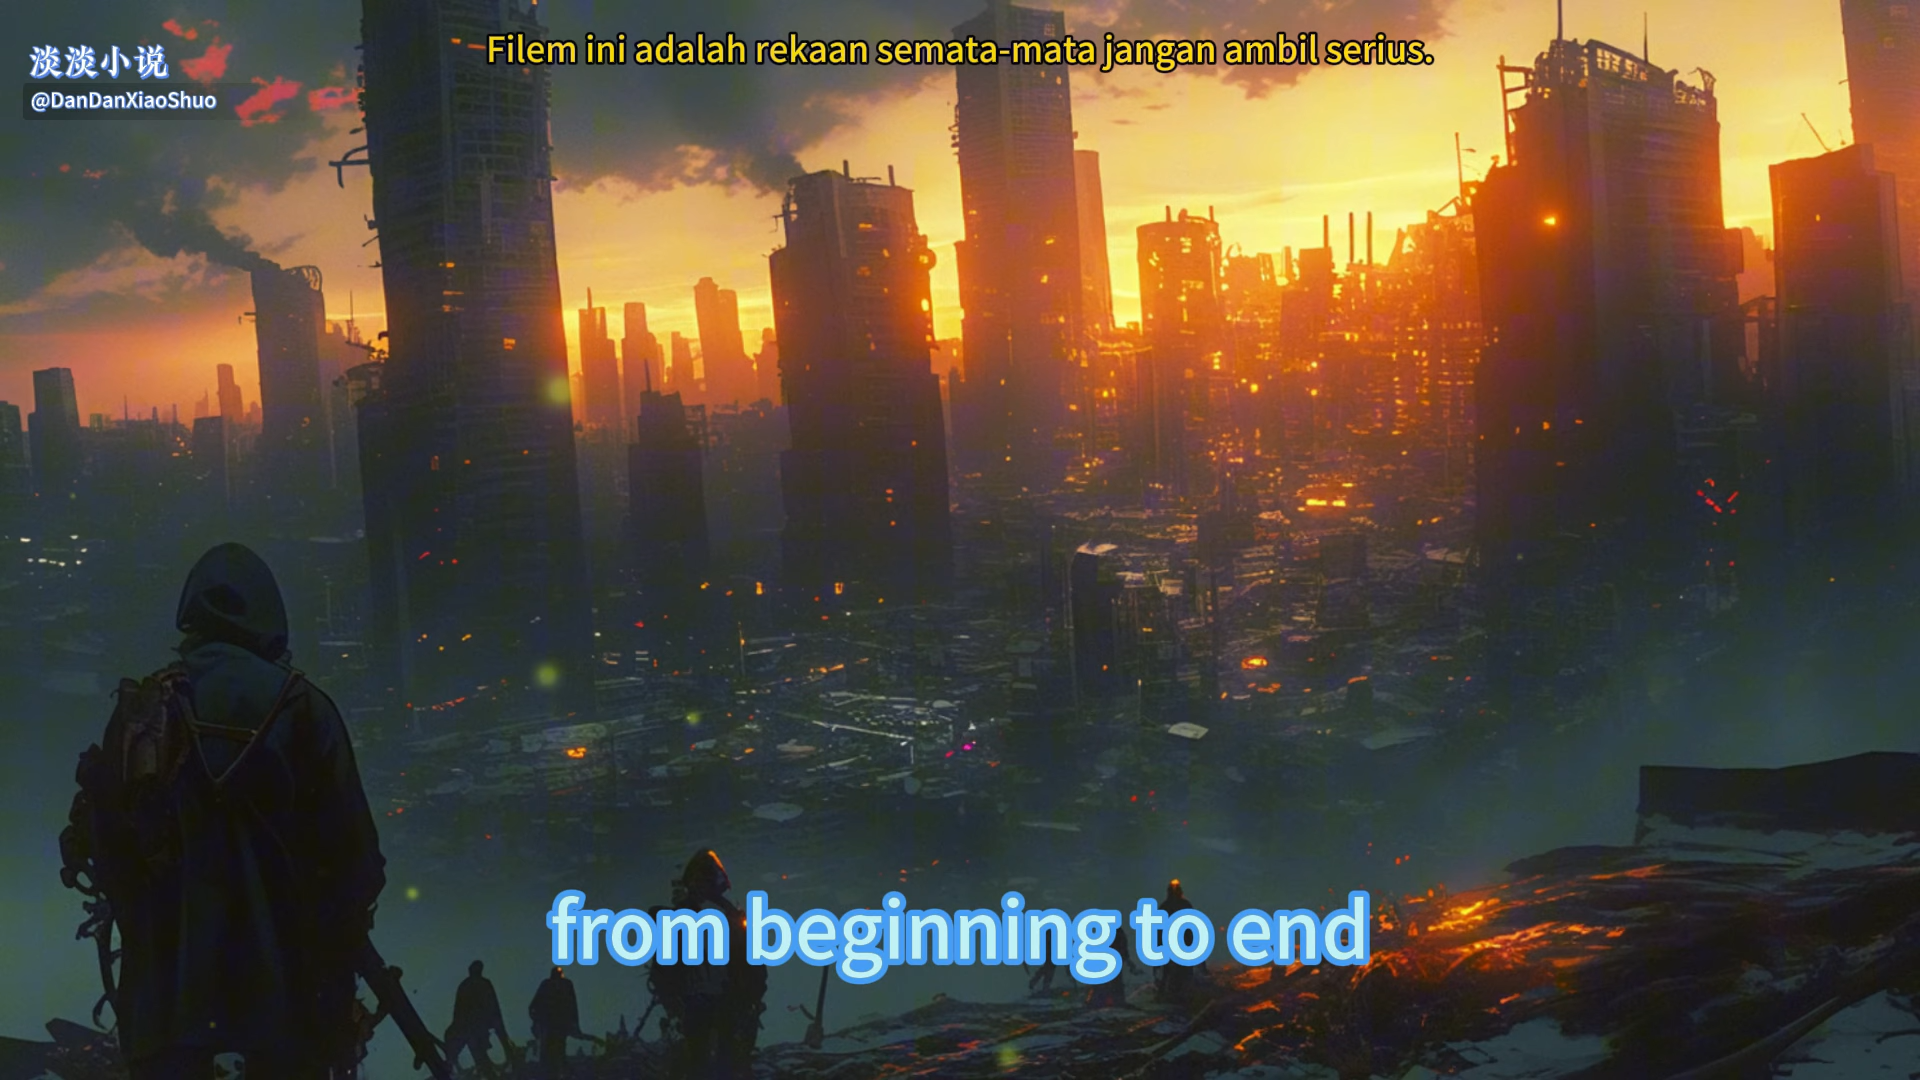 淡淡小说
@DanDanXiaoShuo
Filem ini adalah rekaan semata-mata jangan ambil serius.
from beginning to end